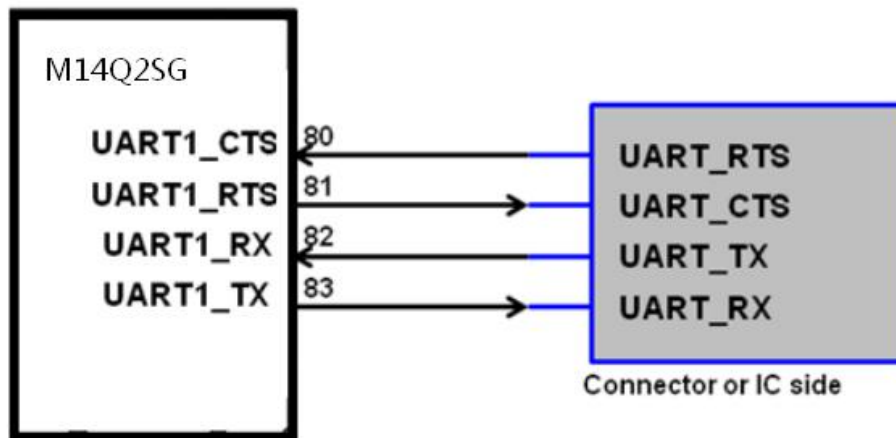 M14Q2SG
UART1_CTS 80 UART_RTS
UART1_RTS 81 UART_CTS
UART1_RX 82 UART_TX
UART1_TX 83 UART_RX
Connector or IC side